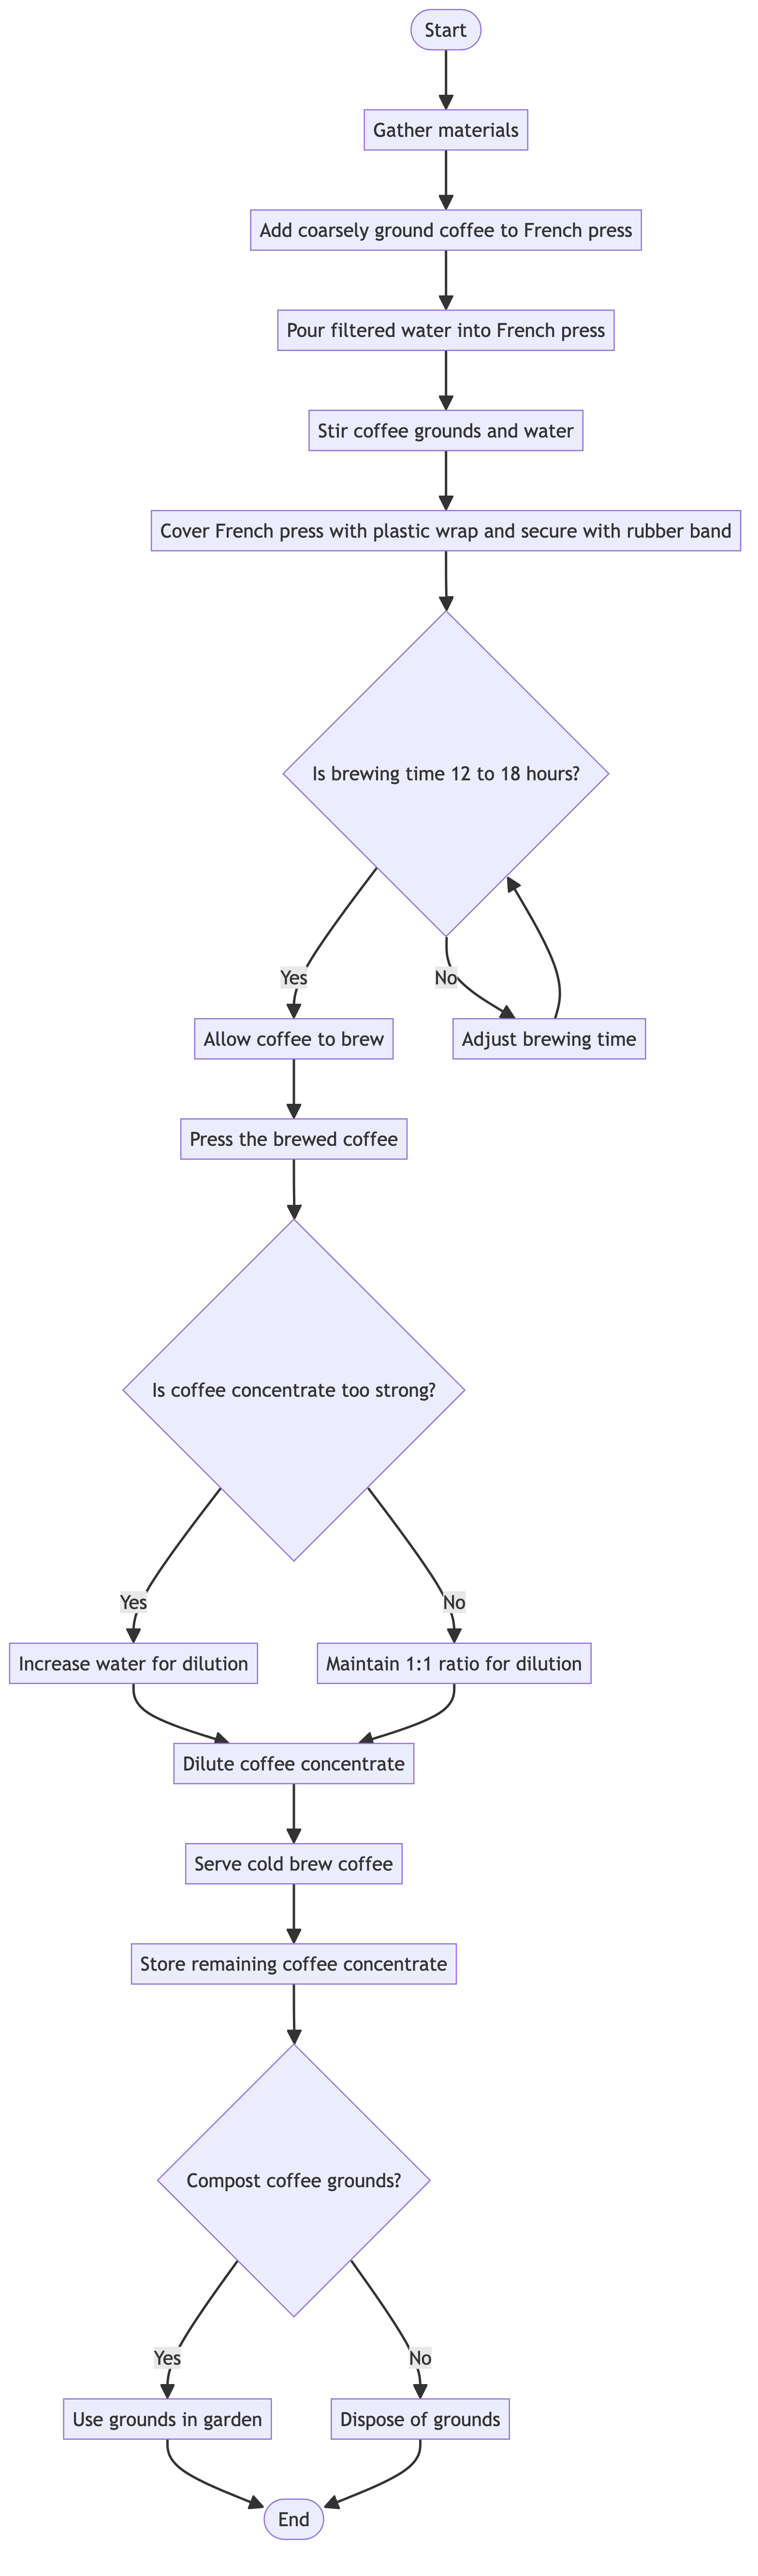 Start
Gather materials
Add coarsely ground coffee to French press
Pour filtered water into French press
Stir coffee grounds and water
Cover French press with plastic wrap and secure with rubber band
Is brewing time 12 to 18 hours?
Yes
No
Allow coffee to brew
Adjust brewing time
Press the brewed coffee
Is coffee concentrate too strong?
Yes
No
Increase water for dilution
Maintain 1:1 ratio for dilution
Dilute coffee concentrate
Serve cold brew coffee
Store remaining coffee concentrate
Compost coffee grounds?
Yes
No
Use grounds in garden
Dispose of grounds
End